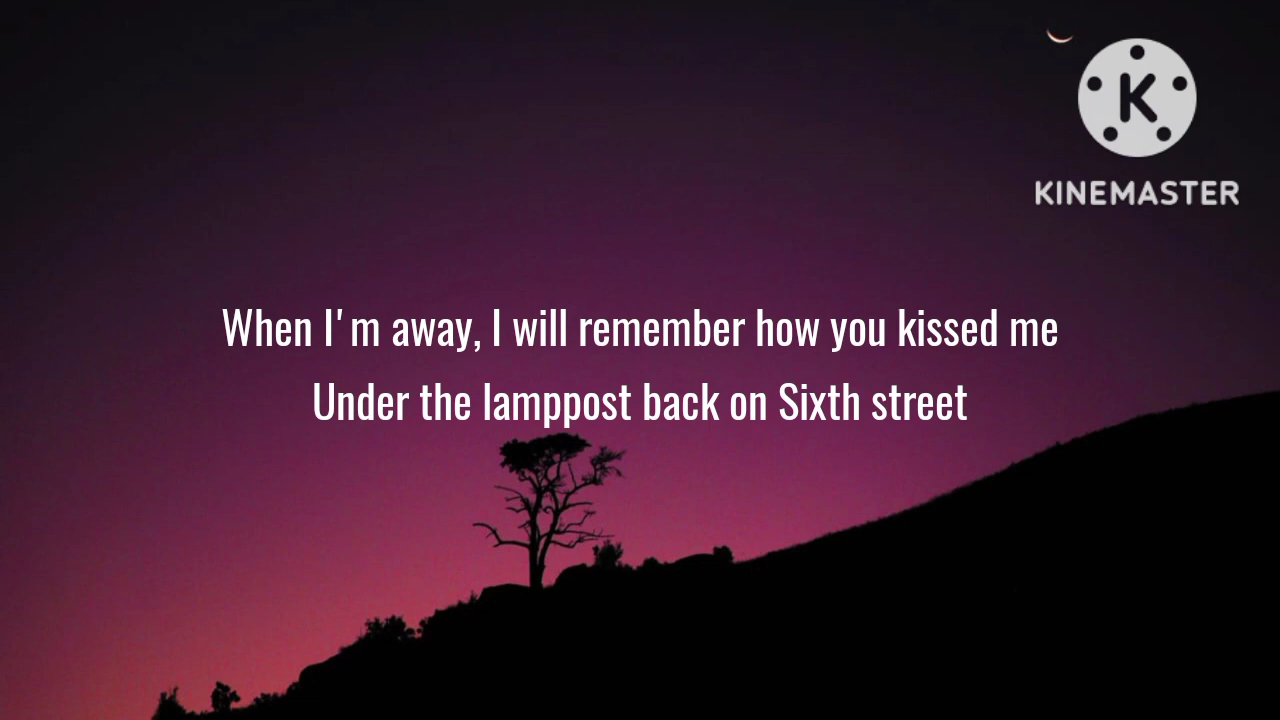 K
KINEMASTER
When I'm away, I will remember how you kissed me
Under the lamppost back on Sixth street